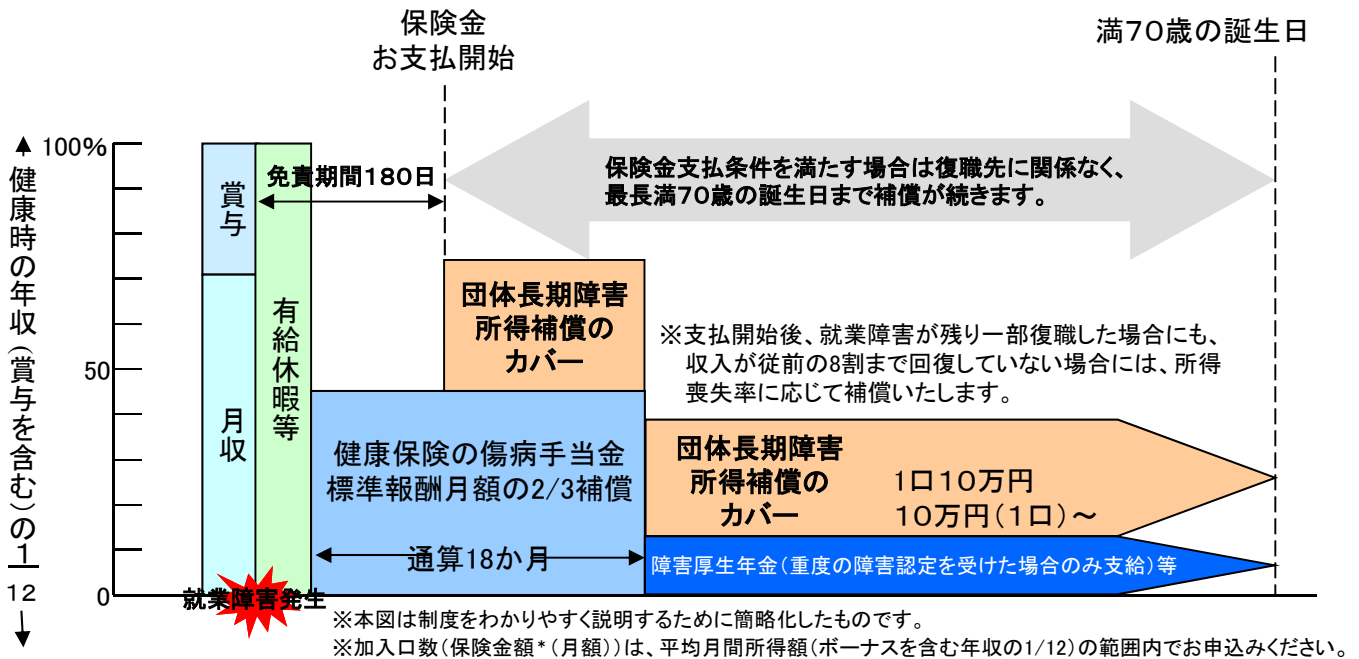 保険金
お支払開始
満70歳の誕生日
健康時の年収(賞与を含む)の1/12
100%
50
0
賞与
月収
有給休暇等
免責期間180日
保険金支払条件を満たす場合は復職先に関係なく、
最長満70歳の誕生日まで補償が続きます。
団体長期障害
所得補償の
カバー
※支払開始後、就業障害が残り一部復職した場合にも、
収入が従前の8割まで回復していない場合には、所得
喪失率に応じて補償いたします。
健康保険の傷病手当金
標準報酬月額の2/3補償
通算18か月
団体長期障害
所得補償の
カバー
1口10万円
10万円(1口)~
障害厚生年金(重度の障害認定を受けた場合のみ支給)等
就業障害発生
※本図は制度をわかりやすく説明するために簡略化したものです。
※加入口数(保険金額*(月額))は、平均月間所得額(ボーナスを含む年収の1/12)の範囲内でお申込みください。